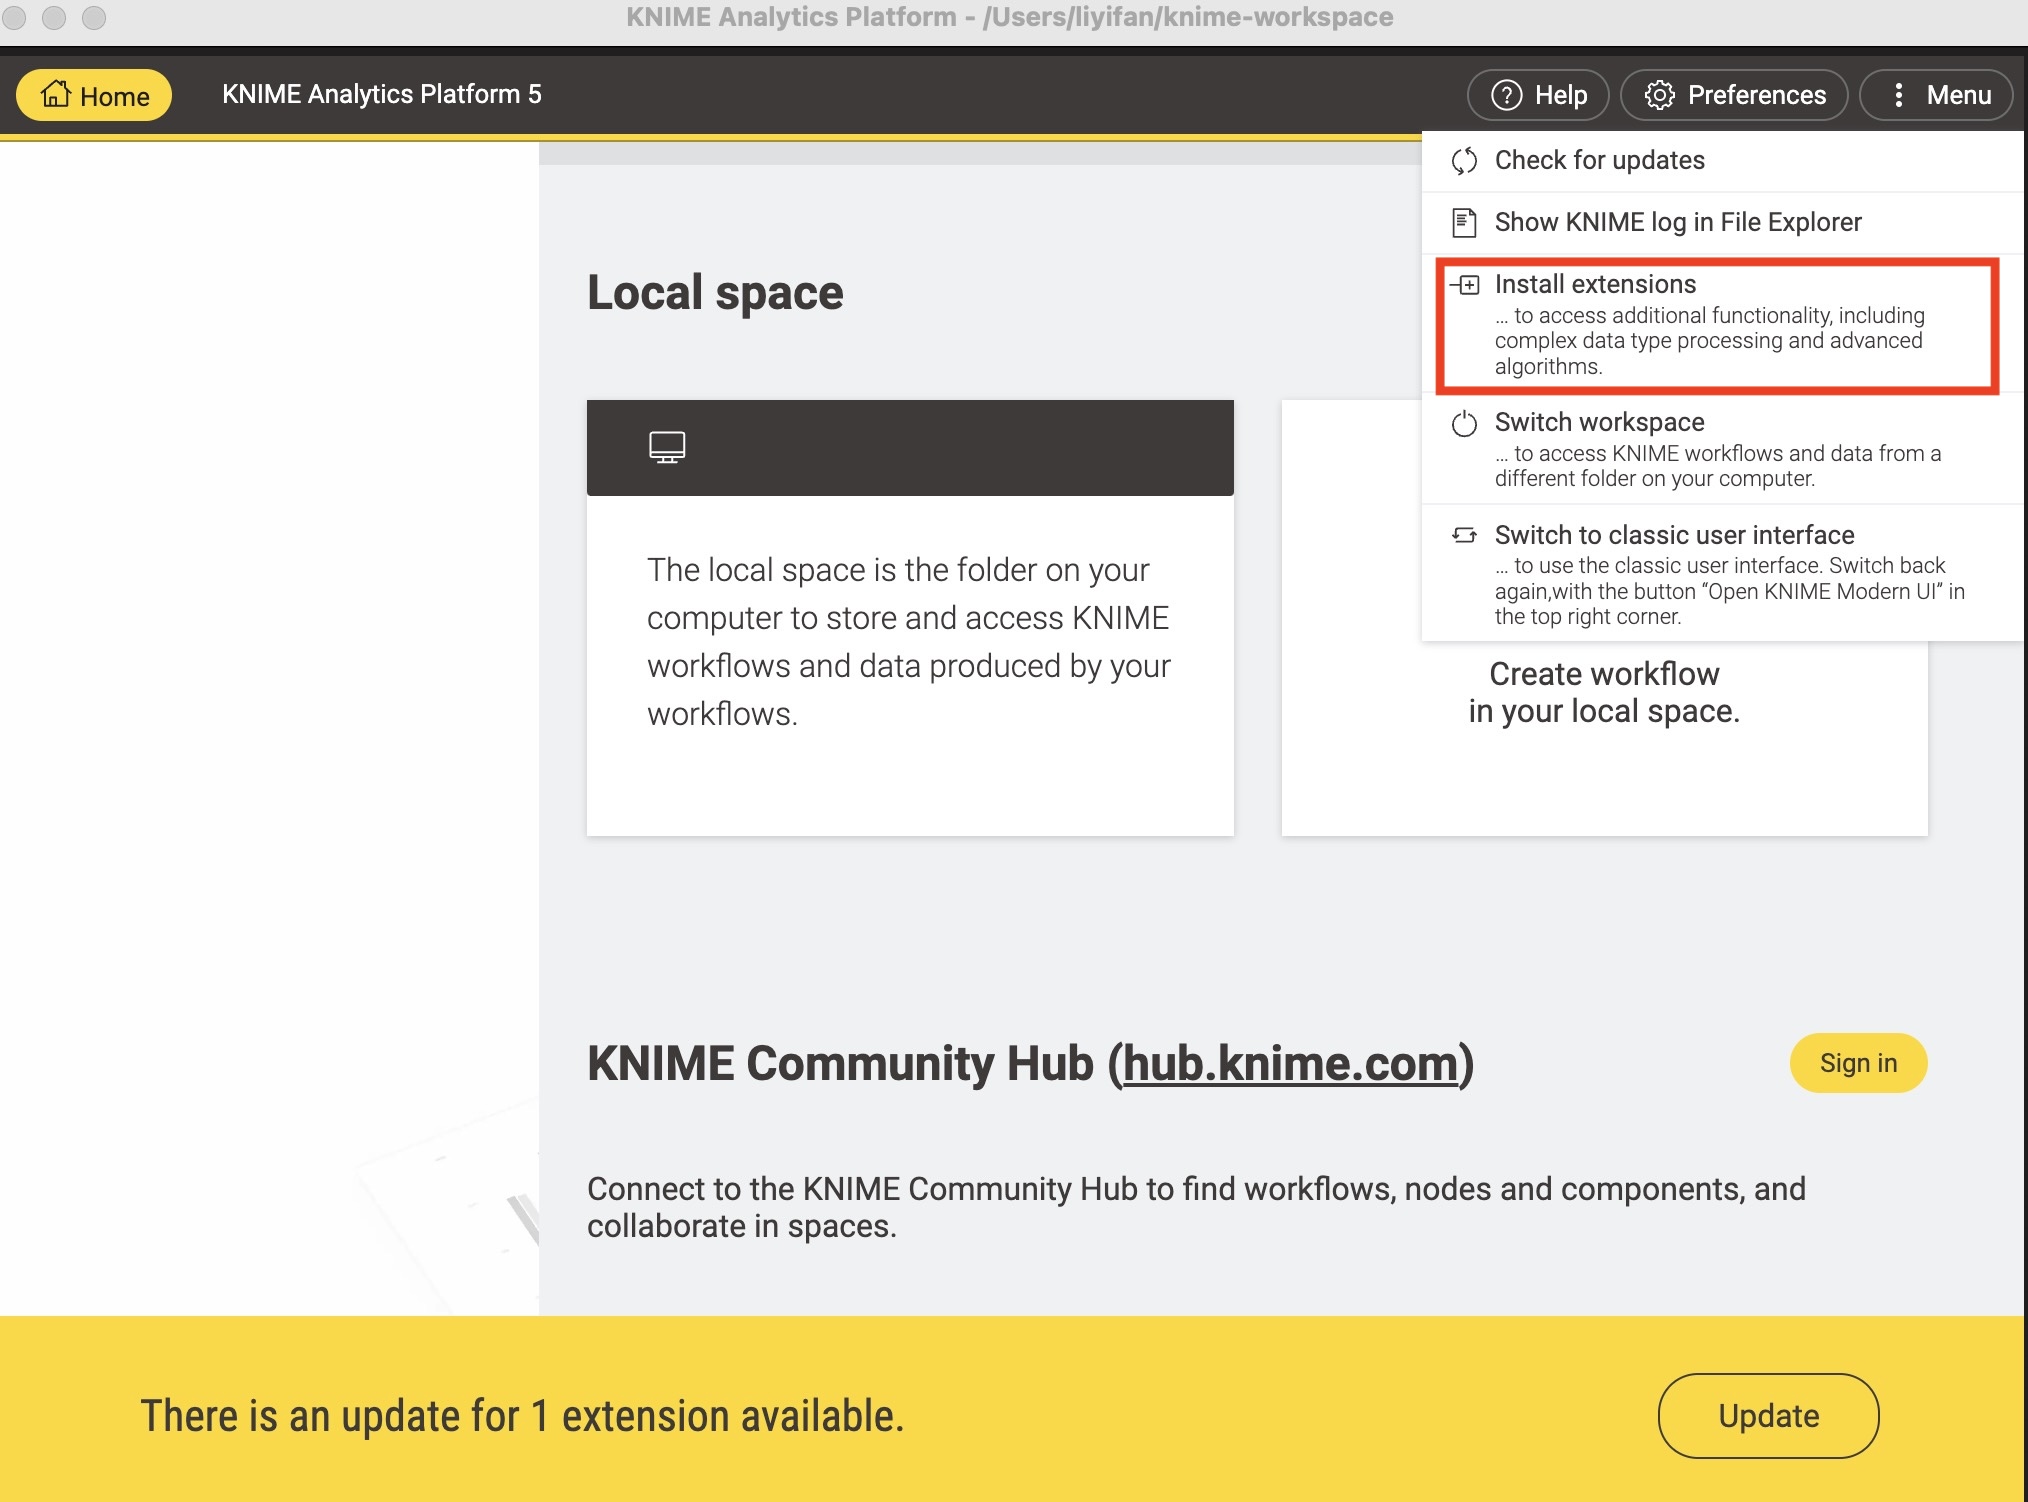 KNIME Analytics Platform - /Users/liyifan/knime-workspace
Home
KNIME Analytics Platform 5
Help
Preferences
Menu
Check for updates
Show KNIME log in File Explorer
Install extensions
... to access additional functionality, including
complex data type processing and advanced
algorithms.
Switch workspace
... to access KNIME workflows and data from a
different folder on your computer.
Switch to classic user interface
... to use the classic user interface. Switch back
again,with the button “Open KNIME Modern UI” in
the top right corner.
Local space
The local space is the folder on your
computer to store and access KNIME
workflows and data produced by your
workflows.
Create workflow
in your local space.
KNIME Community Hub (hub.knime.com)
Sign in
Connect to the KNIME Community Hub to find workflows, nodes and components, and
collaborate in spaces.
There is an update for 1 extension available.
Update